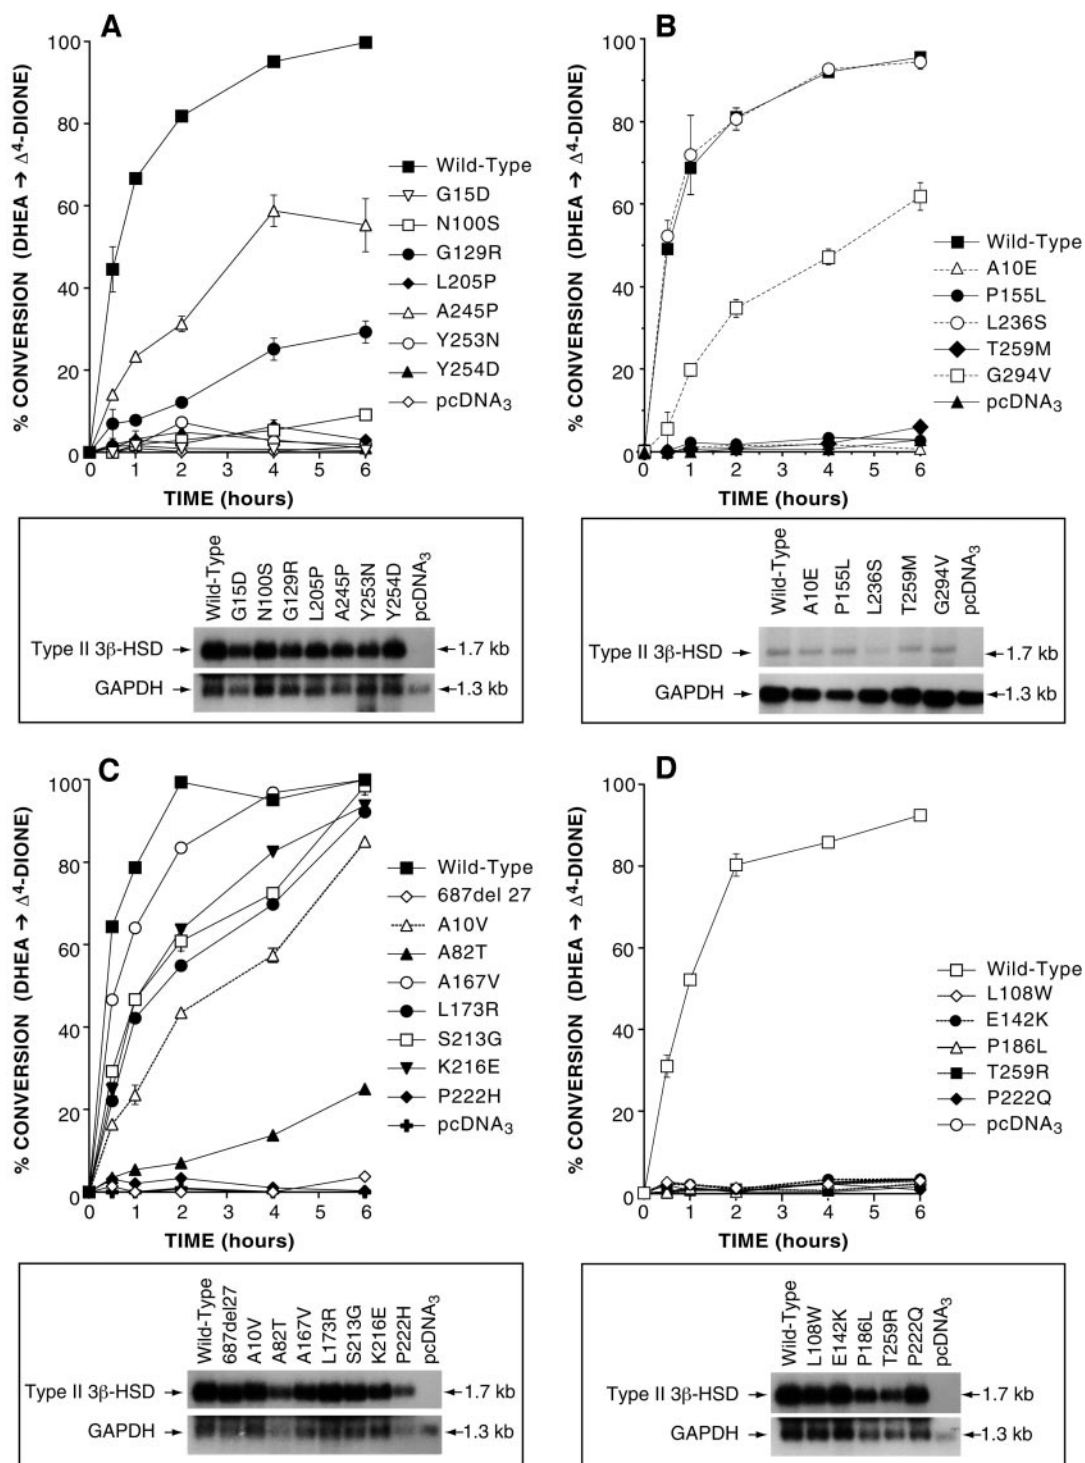 A
% CONVERSION (DHEA → Δ⁴-DIONE)
100
80
60
40
20
0
0 1 2 3 4 5 6
TIME (hours)
Wild-Type
G15D
N100S
G129R
L205P
A245P
Y253N
Y254D
pcDNA₃
Wild-Type G15D N100S G129R L205P A245P Y253N Y254D pcDNA₃
Type II 3β-HSD → ← 1.7 kb
GAPDH → ← 1.3 kb
B
% CONVERSION (DHEA → Δ⁴-DIONE)
100
80
60
40
20
0
0 1 2 3 4 5 6
TIME (hours)
Wild-Type
A10E
P155L
L236S
T259M
G294V
pcDNA₃
Wild-Type A10E P155L L236S T259M G294V pcDNA₃
Type II 3β-HSD → ← 1.7 kb
GAPDH → ← 1.3 kb
C
% CONVERSION (DHEA → Δ⁴-DIONE)
100
80
60
40
20
0
0 1 2 3 4 5 6
TIME (hours)
Wild-Type
687del 27
A10V
A82T
A167V
L173R
S213G
K216E
P222H
pcDNA₃
Wild-Type 687del27 A10V A82T A167V L173R S213G K216E P222H pcDNA₃
Type II 3β-HSD → ← 1.7 kb
GAPDH → ← 1.3 kb
D
% CONVERSION (DHEA → Δ⁴-DIONE)
100
80
60
40
20
0
0 1 2 3 4 5 6
TIME (hours)
Wild-Type
L108W
E142K
P186L
T259R
P222Q
pcDNA₃
Wild-Type L108W E142K P186L T259R P222Q pcDNA₃
Type II 3β-HSD → ← 1.7 kb
GAPDH → ← 1.3 kb